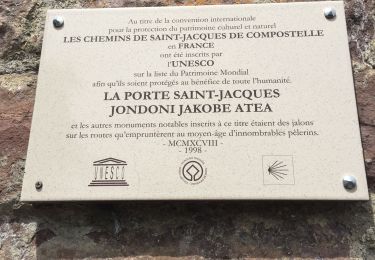 Au titre de la convention internationale
pour la protection du patrimoine culturel et naturel
LES CHEMINS DE SAINT-JACQUES DE COMPOSTELLE
en FRANCE
ont été inscrits par
l'UNESCO
sur la liste du Patrimoine Mondial
afin qu'ils soient protégés au bénéfice de toute l'humanité.
LA PORTE SAINT-JACQUES
JONDONI JAKOBE ATEA
et les autres monuments notables inscrits à ce titre étaient des jalons
sur les routes qu'empruntèrent au moyen-âge d'innombrables pèlerins.
- MCMXCVIII -
- 1998 -
UNESCO